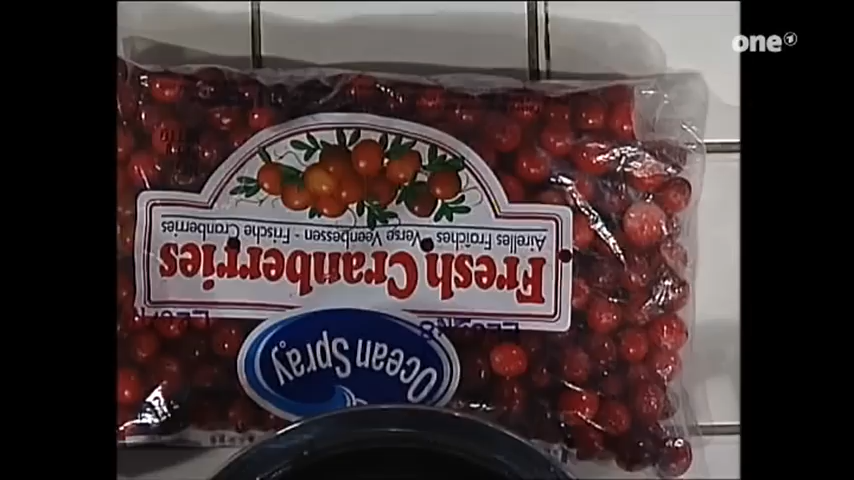 one
Ocean Spray
Fresh Cranberries
Airelles Fraîches - Verse Veenbessen - Frische Cranberries